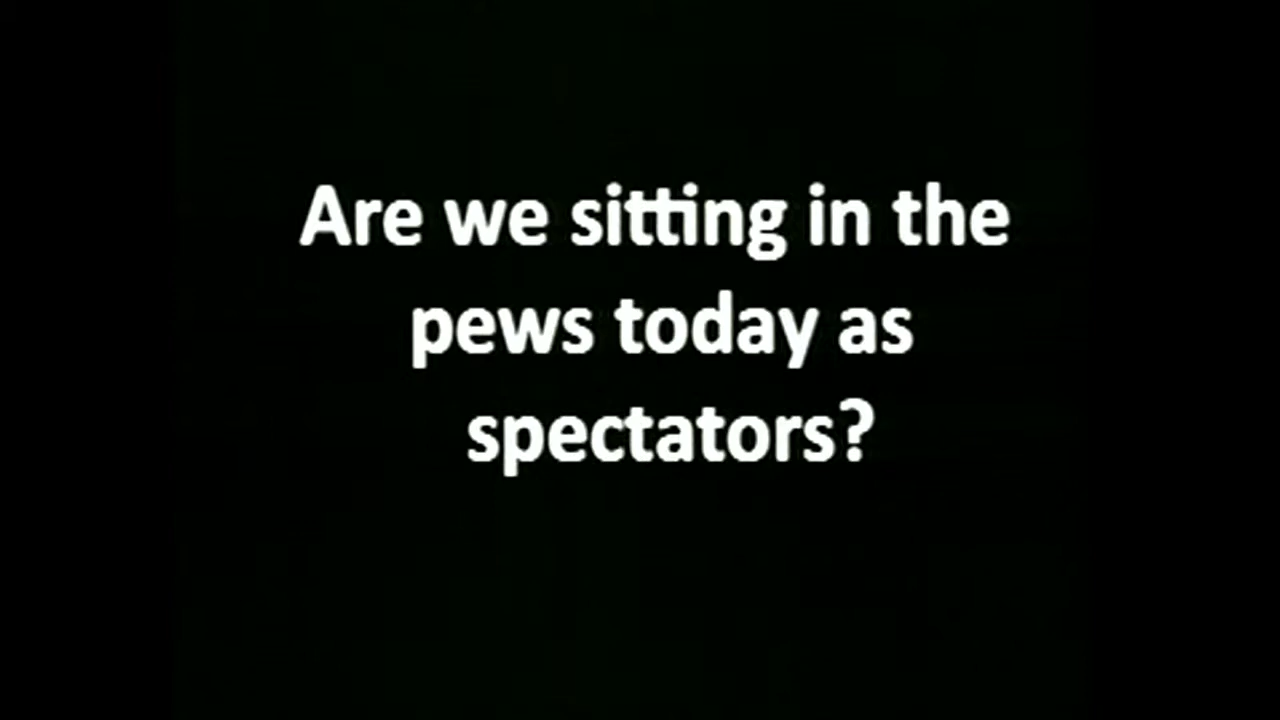 Are we sitting in the
pews today as
spectators?